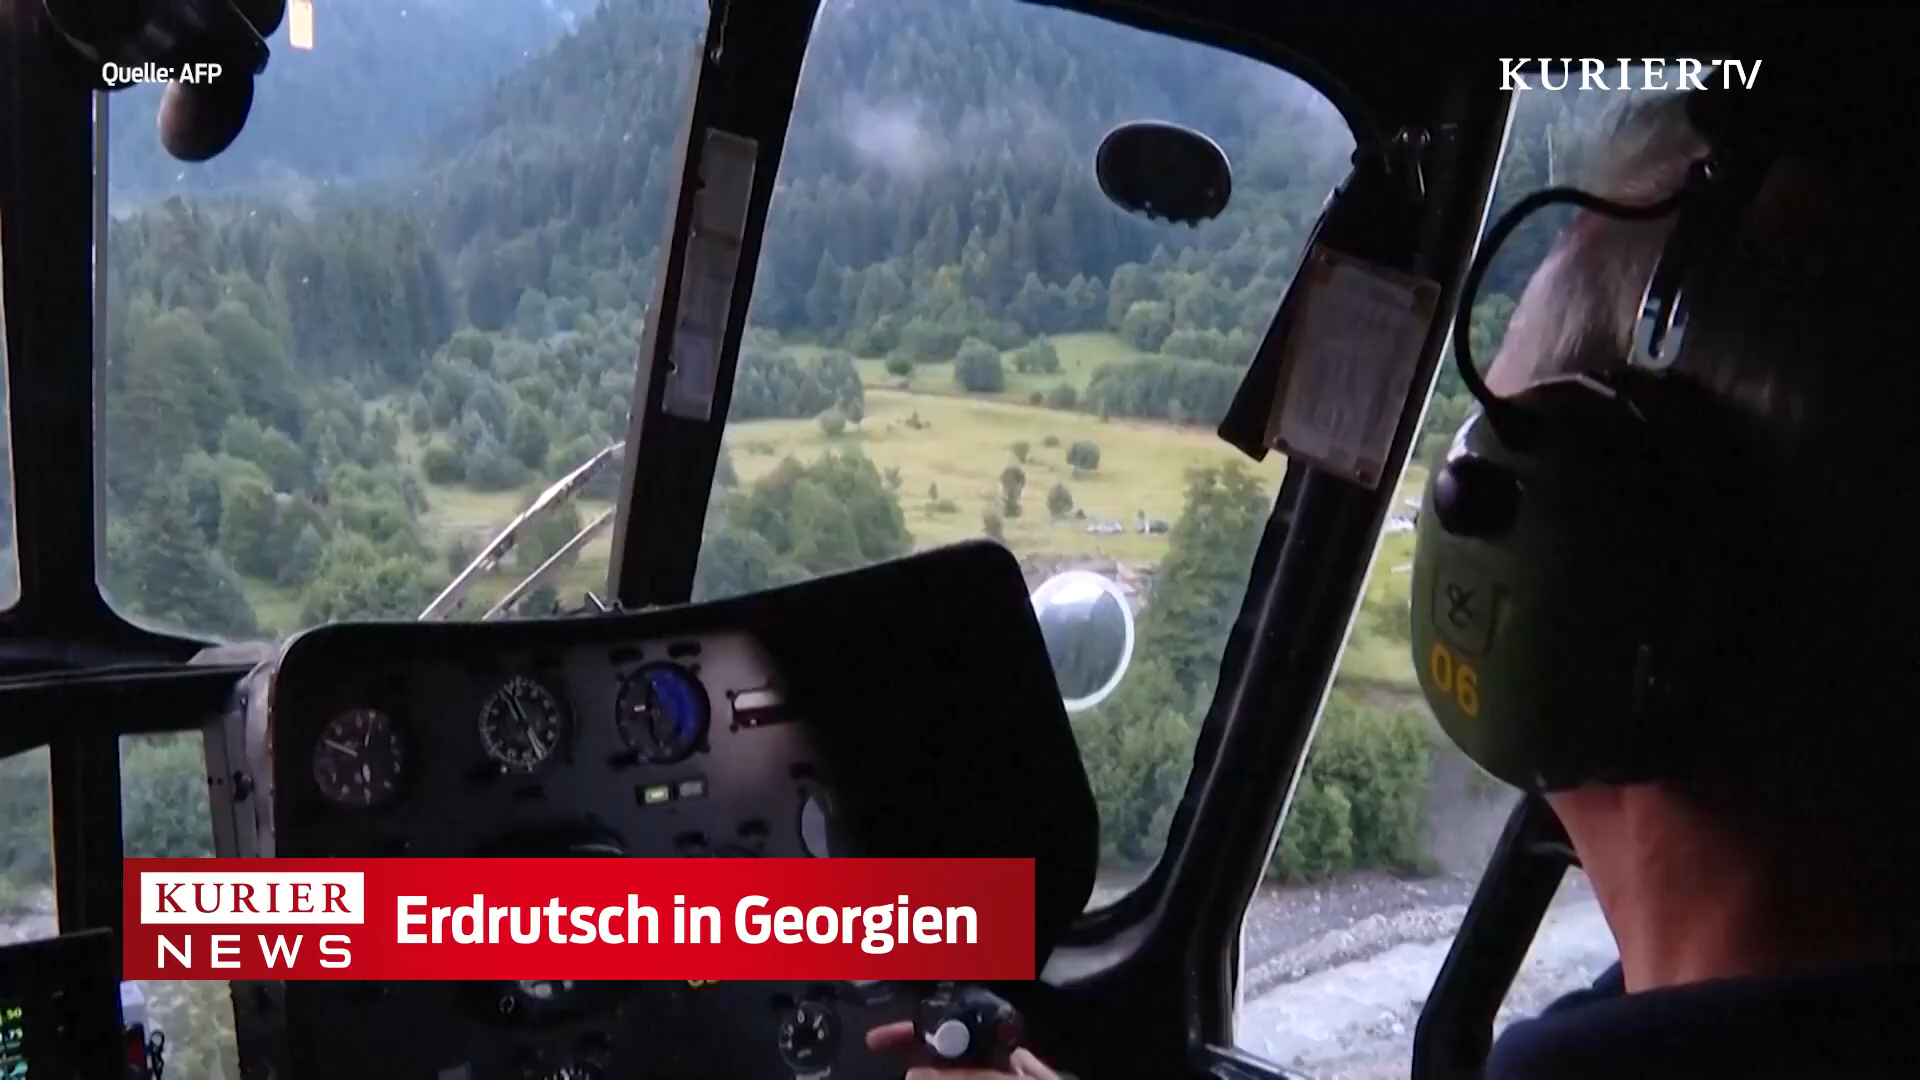 Quelle: AFP
KURIER TV
06
KURIER
NEWS
Erdrutsch in Georgien